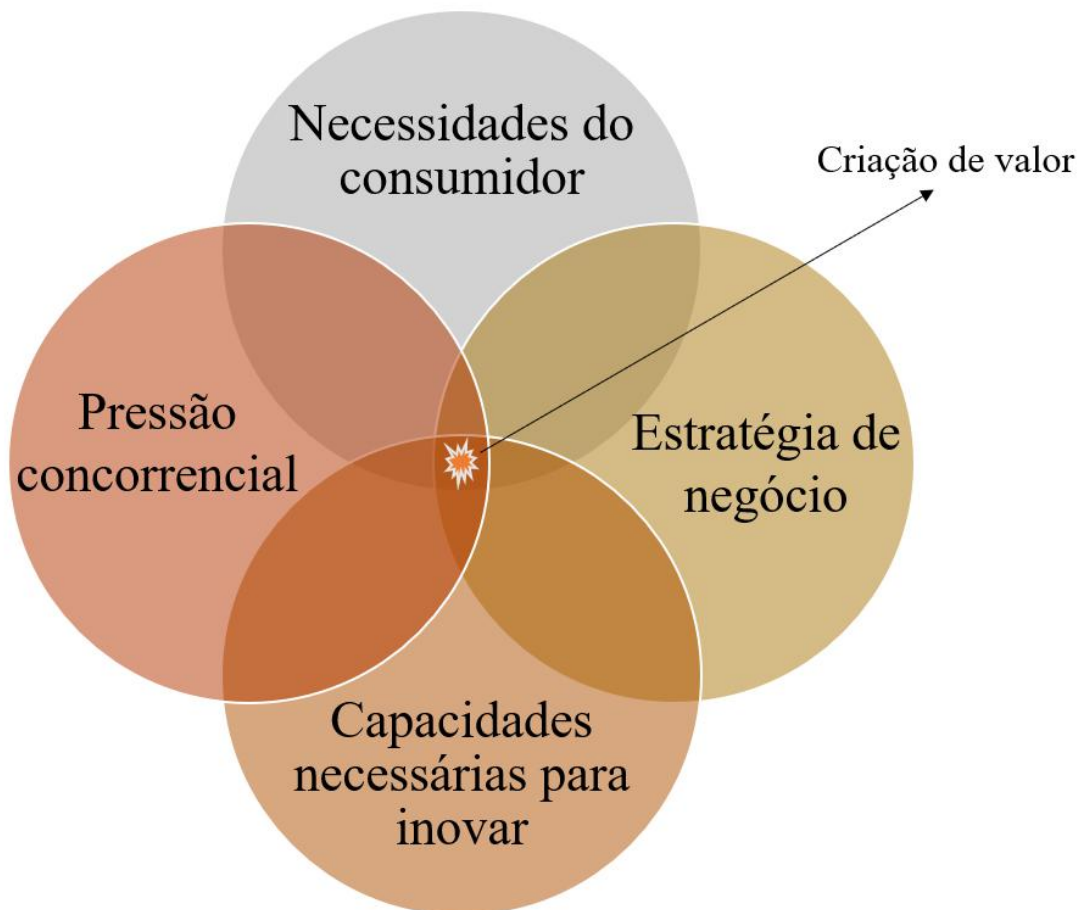 Necessidades do
consumidor
Criação de valor
Pressão
concorrencial
Estratégia de
negócio
Capacidades
necessárias para
inovar